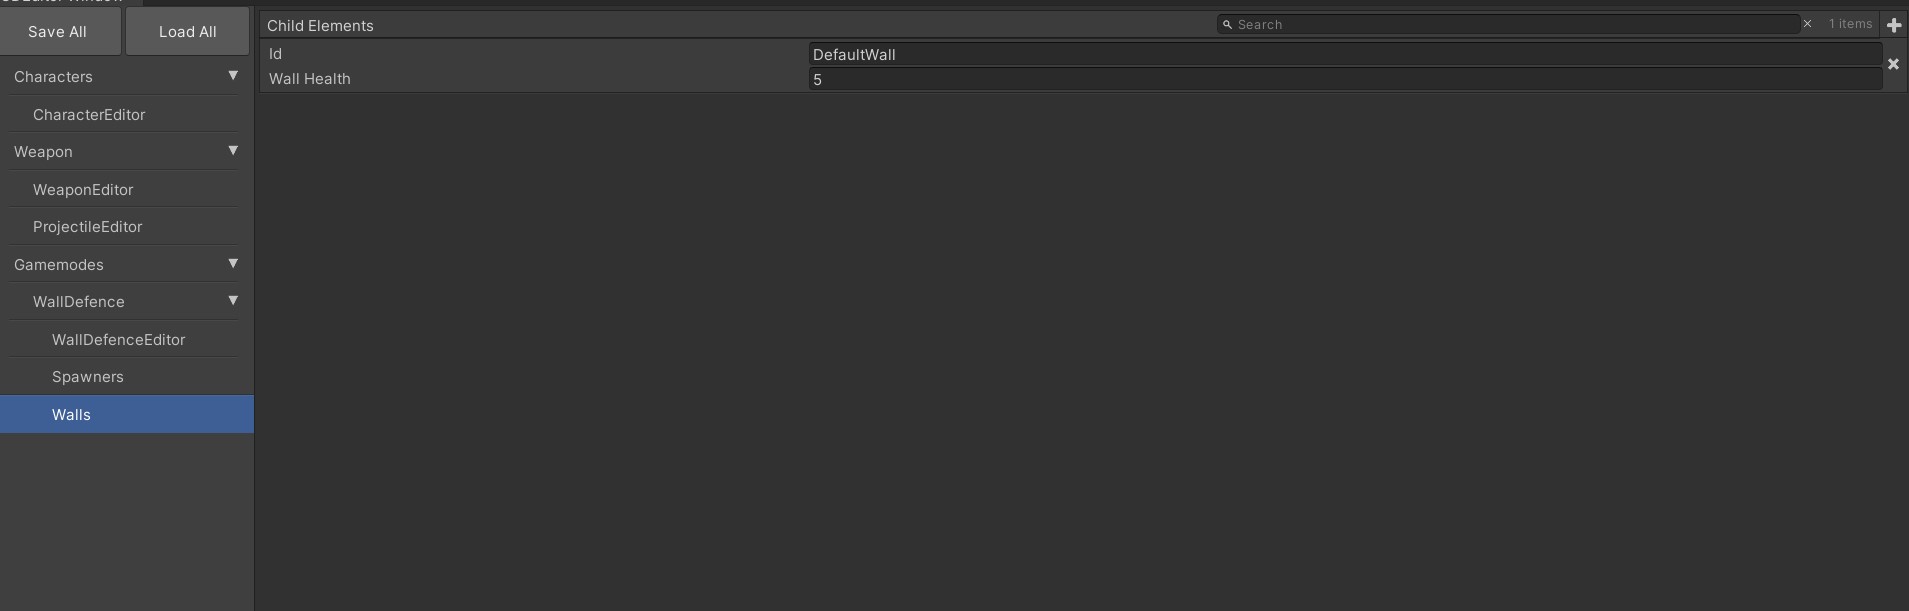 Save All
Load All
Characters
CharacterEditor
Weapon
WeaponEditor
ProjectileEditor
Gamemodes
WallDefence
WallDefenceEditor
Spawners
Walls
Child Elements
Search
1 items
Id
DefaultWall
Wall Health
5